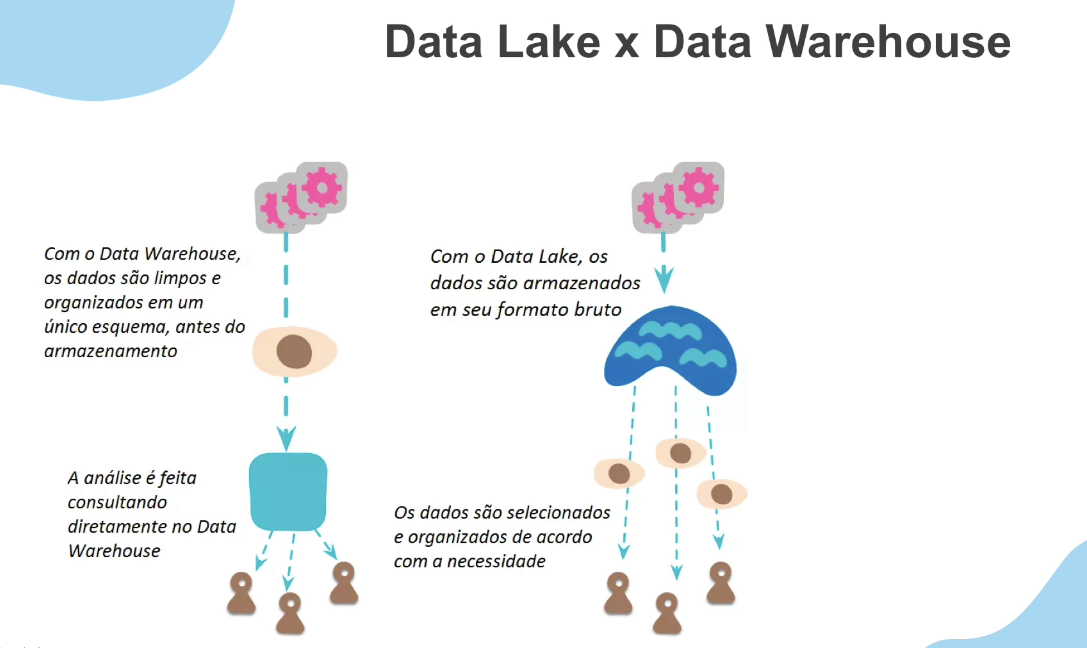 Data Lake x Data Warehouse
Com o Data Warehouse,
os dados são limpos e
organizados em um
único esquema, antes do
armazenamento
A análise é feita
consultando
diretamente no Data
Warehouse
Com o Data Lake, os
dados são armazenados
em seu formato bruto
Os dados são selecionados
e organizados de acordo
com a necessidade